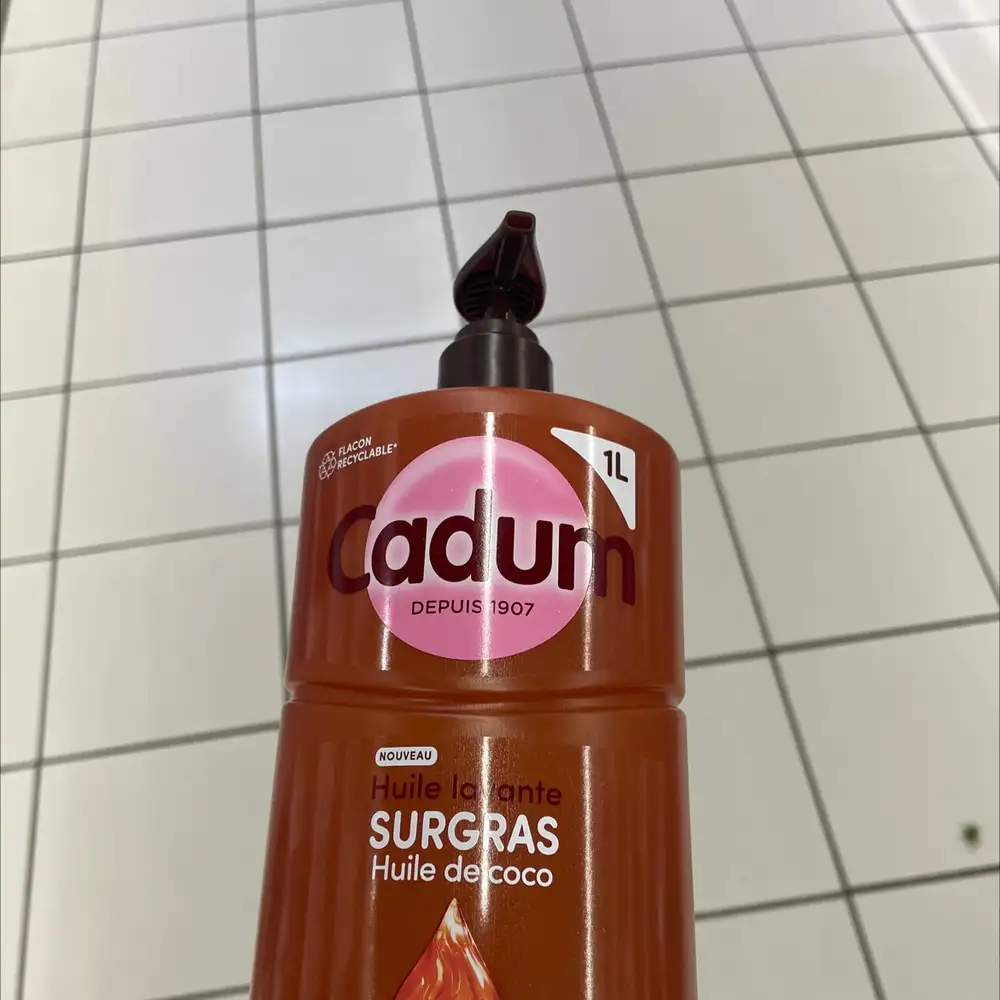 FLACON
RECYCLABLE*
1L
Cadum
DEPUIS 1907
NOUVEAU
Huile lavante
SURGRAS
Huile de coco